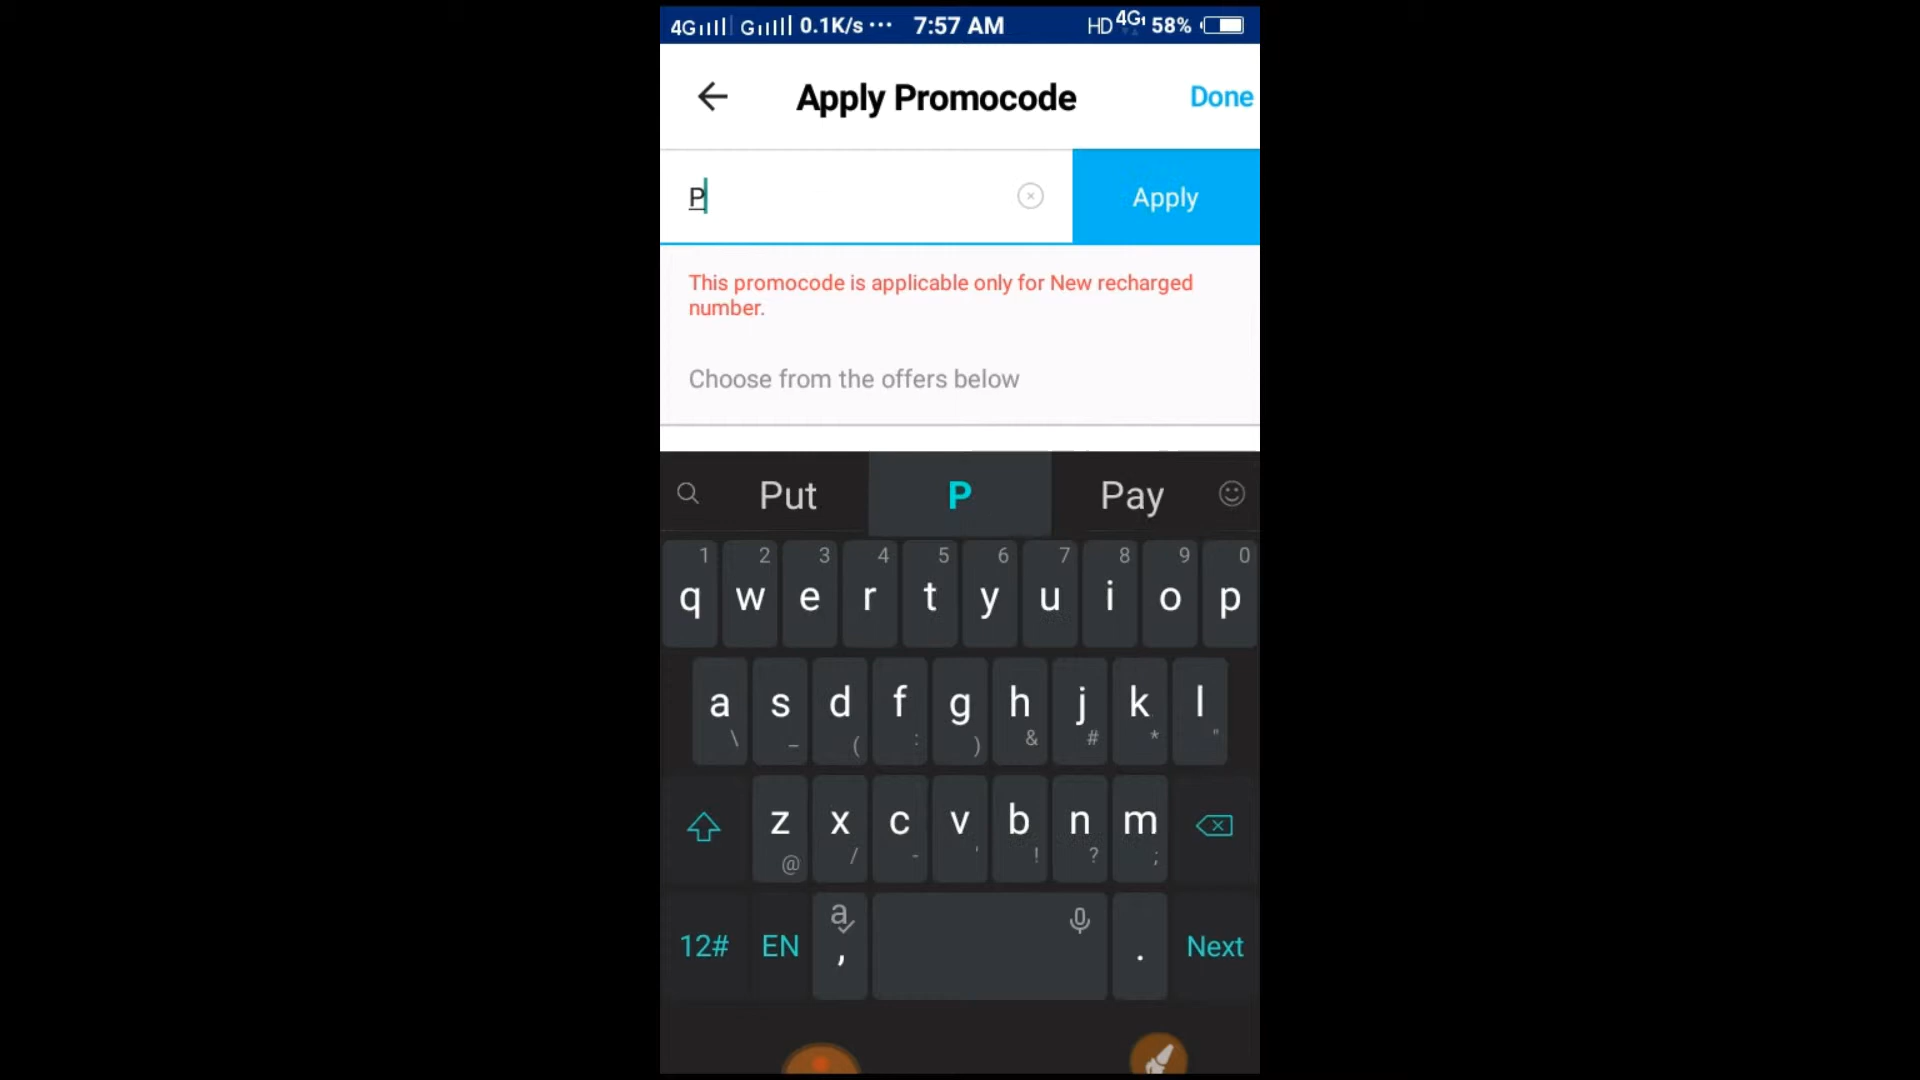 4G G 0.1K/s ··· 7:57 AM HD 4G 58%
Apply Promocode Done
P Apply
This promocode is applicable only for New recharged
number.
Choose from the offers below
Put P Pay
1 2 3 4 5 6 7 8 9 0
q w e r t y u i o p
a s d f g h j k l
\ _ ( : ) & # * "
z x c v b n m
@ / - ' ! ? ;
12# EN a , . Next